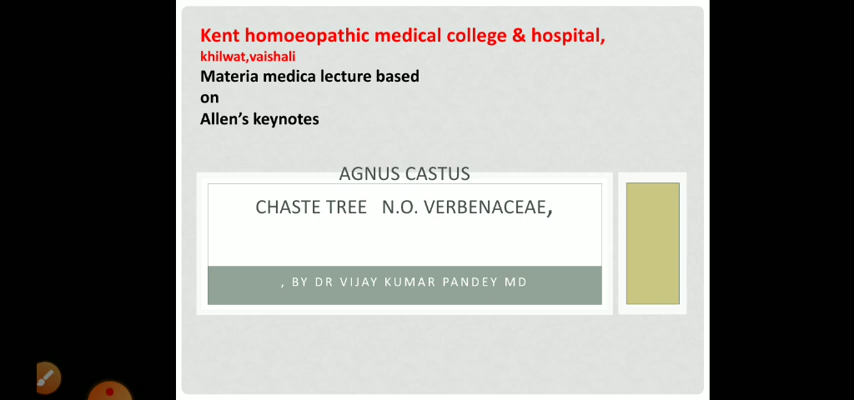 Kent homoeopathic medical college & hospital,
khilwat,vaishali
Materia medica lecture based
on
Allen's keynotes
AGNUS CASTUS
CHASTE TREE N.O. VERBENACEAE,
, BY DR VIJAY KUMAR PANDEY MD